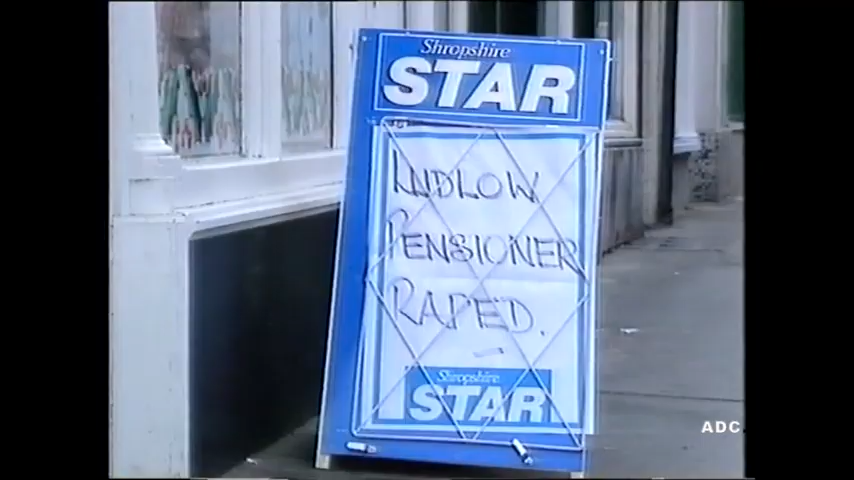 Shropshire
STAR
LUDLOW
PENSIONER
RAPED.
Shropshire
STAR
ADC